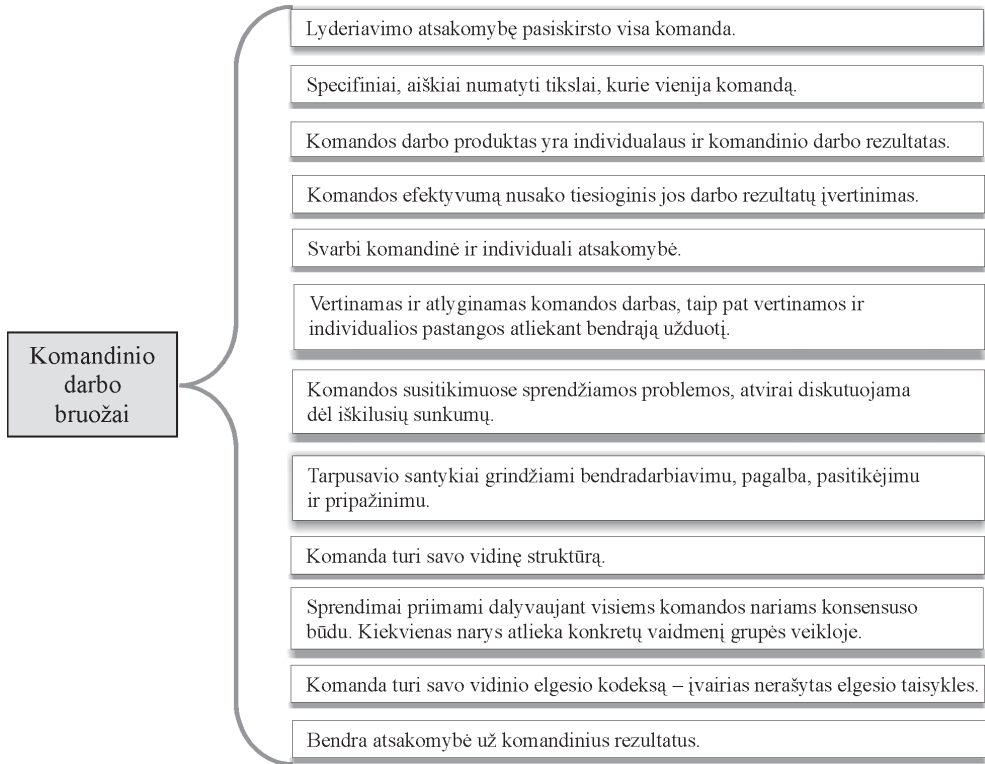 Komandinio
darbo
bruožai
Lyderiavimo atsakomybę pasiskirsto visa komanda.
Specifiniai, aiškiai numatyti tikslai, kurie vienija komandą.
Komandos darbo produktas yra individualaus ir komandinio darbo rezultatas.
Komandos efektyvumą nusako tiesioginis jos darbo rezultatų įvertinimas.
Svarbi komandinė ir individuali atsakomybė.
Vertinamas ir atlyginamas komandos darbas, taip pat vertinamos ir
individualios pastangos atliekant bendrąją užduotį.
Komandos susitikimuose sprendžiamos problemos, atvirai diskutuojama
dėl iškilusių sunkumų.
Tarpusavio santykiai grindžiami bendradarbiavimu, pagalba, pasitikėjimu
ir pripažinimu.
Komanda turi savo vidinę struktūrą.
Sprendimai priimami dalyvaujant visiems komandos nariams konsensuso
būdu. Kiekvienas narys atlieka konkretų vaidmenį grupės veikloje.
Komanda turi savo vidinio elgesio kodeksą – įvairias nerašytas elgesio taisykles.
Bendra atsakomybė už komandinius rezultatus.